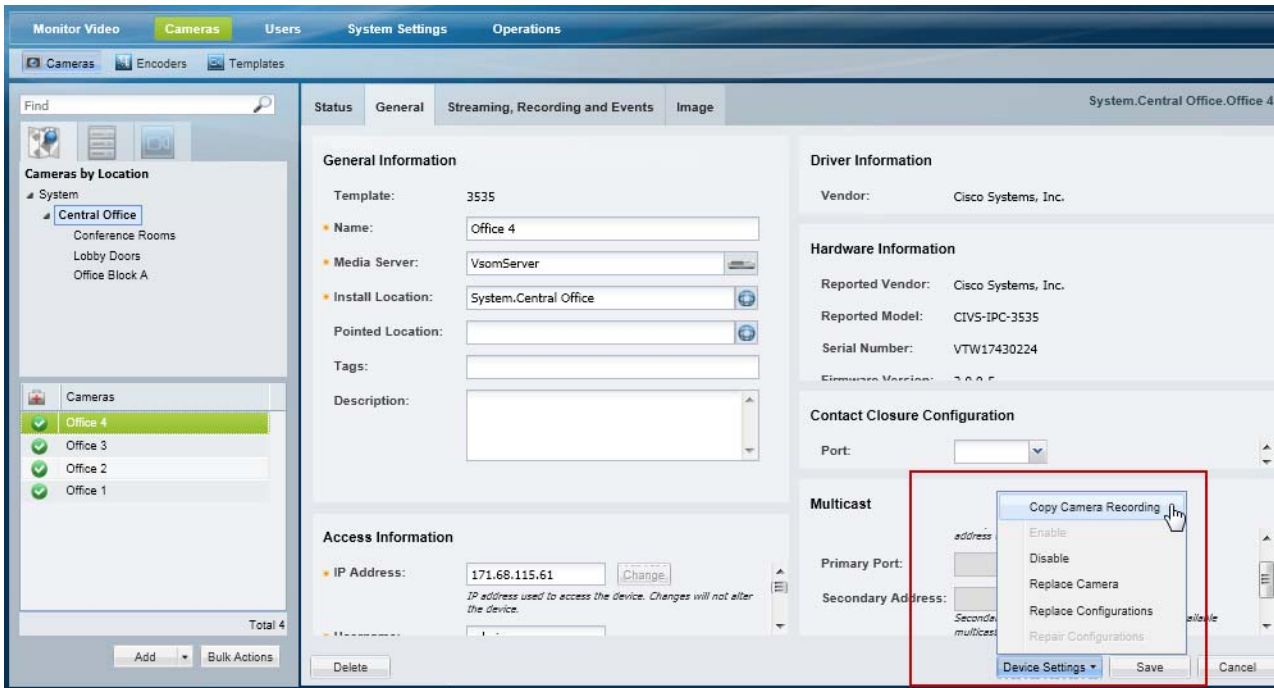 Monitor Video Cameras Users System Settings Operations
Cameras Encoders Templates
Find
Cameras by Location
System
Central Office
Conference Rooms
Lobby Doors
Office Block A
Cameras
Office 4
Office 3
Office 2
Office 1
Total 4
Add Bulk Actions
Status General Streaming, Recording and Events Image
System.Central Office.Office 4
General Information
Template: 3535
* Name: Office 4
* Media Server: VsomServer
* Install Location: System.Central Office
Pointed Location:
Tags:
Description:
Access Information
* IP Address: 171.68.115.61 Change
IP address used to access the device. Changes will not alter
the device.
Driver Information
Vendor: Cisco Systems, Inc.
Hardware Information
Reported Vendor: Cisco Systems, Inc.
Reported Model: CIVS-IPC-3535
Serial Number: VTW17430224
Firmware Version:
Contact Closure Configuration
Port:
Multicast
address
Primary Port:
Secondary Address:
Copy Camera Recording
Enable
Disable
Replace Camera
Replace Configurations
Repair Configurations
Delete
Device Settings Save Cancel